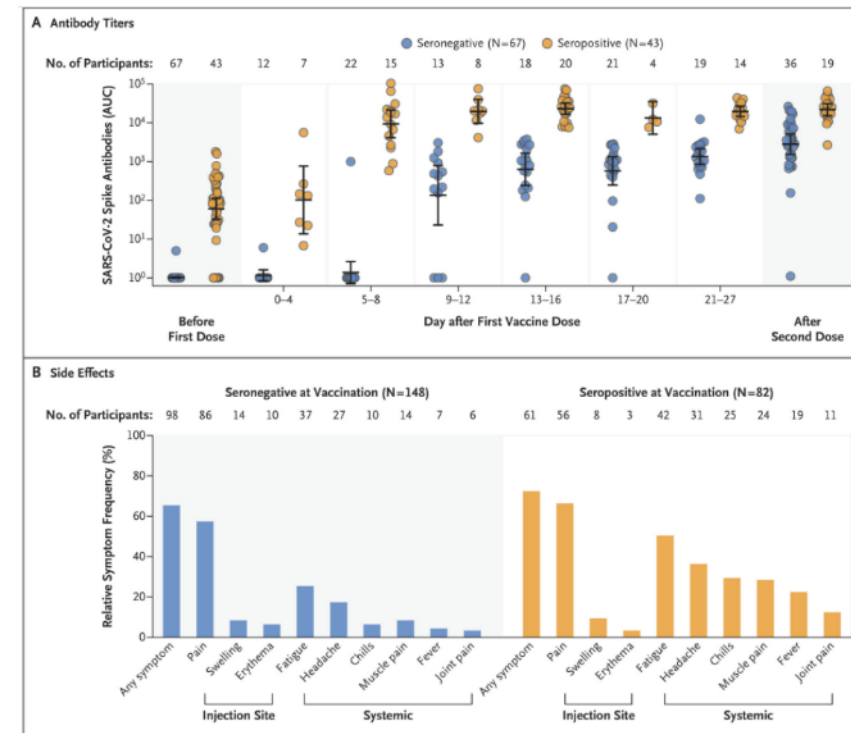 A Antibody Titers
Seronegative (N=67) Seropositive (N=43)
No. of Participants: 67 43 12 7 22 15 13 8 18 20 21 4 19 14 36 19
SARS-CoV-2 Spike Antibodies (AUC)
10⁵
10⁴
10³
10²
10¹
10⁰
0–4 5–8 9–12 13–16 17–20 21–27
Before
First Dose
Day after First Vaccine Dose
After
Second Dose
B Side Effects
Seronegative at Vaccination (N=148) Seropositive at Vaccination (N=82)
No. of Participants: 98 86 14 10 37 27 10 14 7 6 61 56 8 3 42 31 25 24 19 11
Relative Symptom Frequency (%)
100
80
60
40
20
0
Any symptom Pain Swelling Erythema Fatigue Headache Chills Muscle pain Fever Joint pain Any symptom Pain Swelling Erythema Fatigue Headache Chills Muscle pain Fever Joint pain
Injection Site Systemic Injection Site Systemic